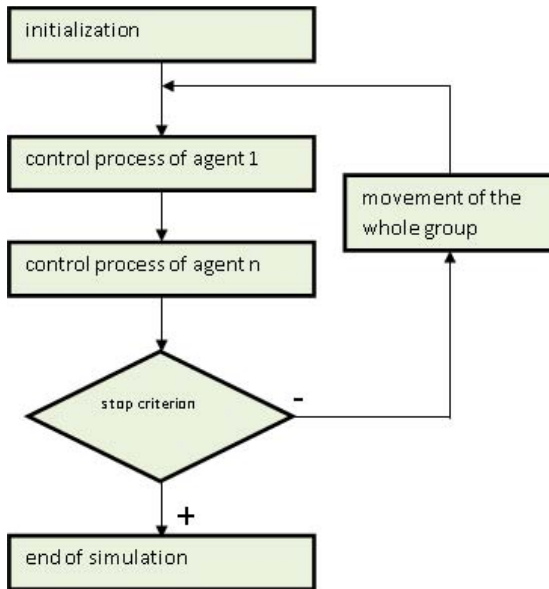 initialization
control process of agent 1
movement of the
whole group
control process of agent n
stop criterion
-
+
end of simulation